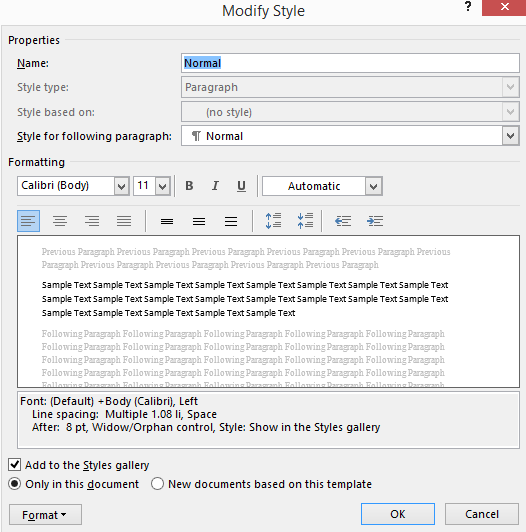 Modify Style
?
Properties
Name: Normal
Style type: Paragraph
Style based on: (no style)
Style for following paragraph: ¶ Normal
Formatting
Calibri (Body) 11 B I U Automatic
Previous Paragraph Previous Paragraph Previous Paragraph Previous Paragraph Previous Paragraph Previous
Paragraph Previous Paragraph Previous Paragraph Previous Paragraph Previous Paragraph
Sample Text Sample Text Sample Text Sample Text Sample Text Sample Text Sample Text Sample Text
Sample Text Sample Text Sample Text Sample Text Sample Text Sample Text Sample Text Sample Text
Sample Text Sample Text Sample Text Sample Text Sample Text
Following Paragraph Following Paragraph Following Paragraph Following Paragraph Following Paragraph
Following Paragraph Following Paragraph Following Paragraph Following Paragraph Following Paragraph
Following Paragraph Following Paragraph Following Paragraph Following Paragraph Following Paragraph
Following Paragraph Following Paragraph Following Paragraph Following Paragraph Following Paragraph
Following Paragraph Following Paragraph Following Paragraph Following Paragraph Following Paragraph
Font: (Default) +Body (Calibri), Left
Line spacing: Multiple 1.08 li, Space
After: 8 pt, Widow/Orphan control, Style: Show in the Styles gallery
Add to the Styles gallery
Only in this document New documents based on this template
Format OK Cancel